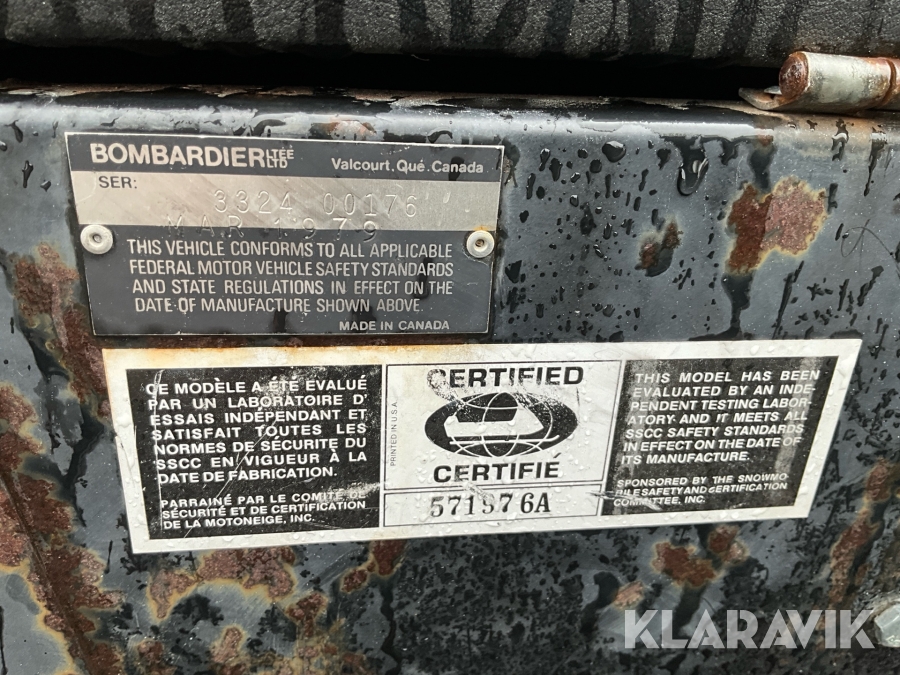 BOMBARDIER LTÉE LTD Valcourt, Qué. Canada
SER:
3324 00176
MAR 1979
THIS VEHICLE CONFORMS TO ALL APPLICABLE
FEDERAL MOTOR VEHICLE SAFETY STANDARDS
AND STATE REGULATIONS IN EFFECT ON THE
DATE OF MANUFACTURE SHOWN ABOVE.
MADE IN CANADA
CE MODÈLE A ÉTÉ EVALUÉ
PAR UN LABORATOIRE D'
ESSAIS INDÉPENDANT ET
SATISFAIT TOUTES LES
NORMES DE SÉCURITÉ DU
SSCC EN VIGUEUR À LA
DATE DE FABRICATION.
PARRAINÉ PAR LE COMITÉ DE
SÉCURITÉ ET DE CERTIFICATION
DE LA MOTONEIGE, INC.
PRINTED IN U.S.A.
CERTIFIED
CERTIFIÉ
571976A
THIS MODEL HAS BEEN
EVALUATED BY AN INDE-
PENDENT TESTING LABOR-
ATORY. AND IT MEETS ALL
SSCC SAFETY STANDARDS
IN EFFECT ON THE DATE OF
ITS MANUFACTURE.
SPONSORED BY THE SNOWMO
BILE SAFETY AND CERTIFICATION
COMMITTEE, INC.
KLARAVIK